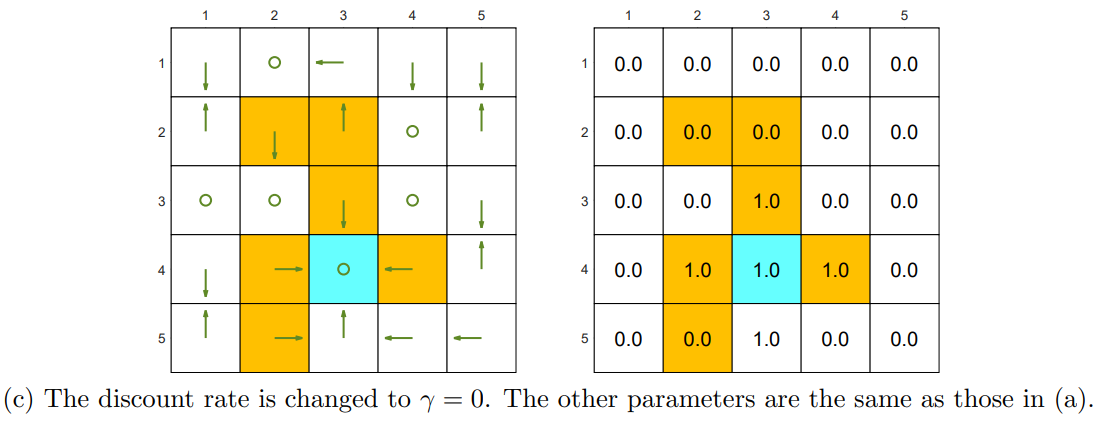 1 2 3 4 5 1 2 3 4 5
1 1 0.0 0.0 0.0 0.0 0.0
2 2 0.0 0.0 0.0 0.0 0.0
3 3 0.0 0.0 1.0 0.0 0.0
4 4 0.0 1.0 1.0 1.0 0.0
5 5 0.0 0.0 1.0 0.0 0.0
(c) The discount rate is changed to γ = 0. The other parameters are the same as those in (a).